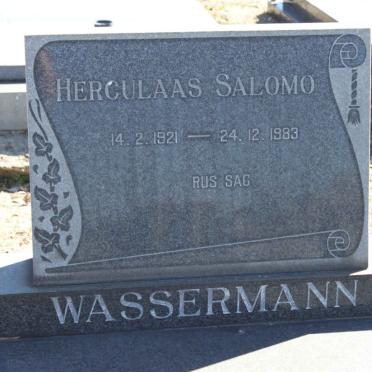 HERCULAAS SALOMO
14. 2. 1921 — 24. 12. 1983
RUS SAG
WASSERMANN